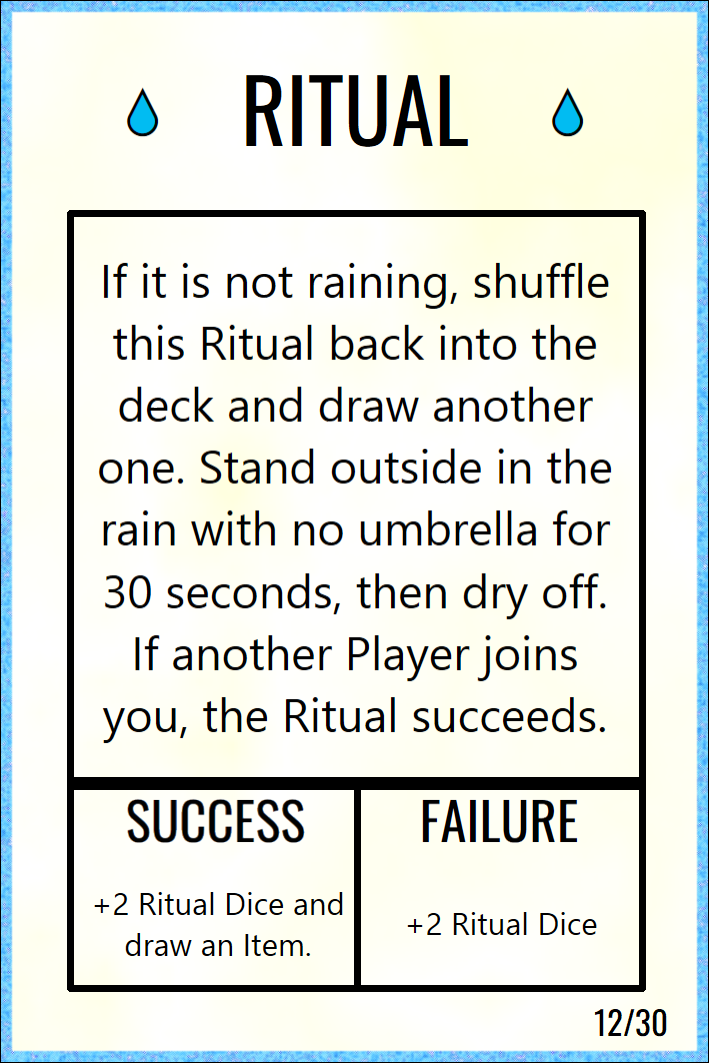 RITUAL
If it is not raining, shuffle
this Ritual back into the
deck and draw another
one. Stand outside in the
rain with no umbrella for
30 seconds, then dry off.
If another Player joins
you, the Ritual succeeds.
SUCCESS
+2 Ritual Dice and
draw an Item.
FAILURE
+2 Ritual Dice
12/30